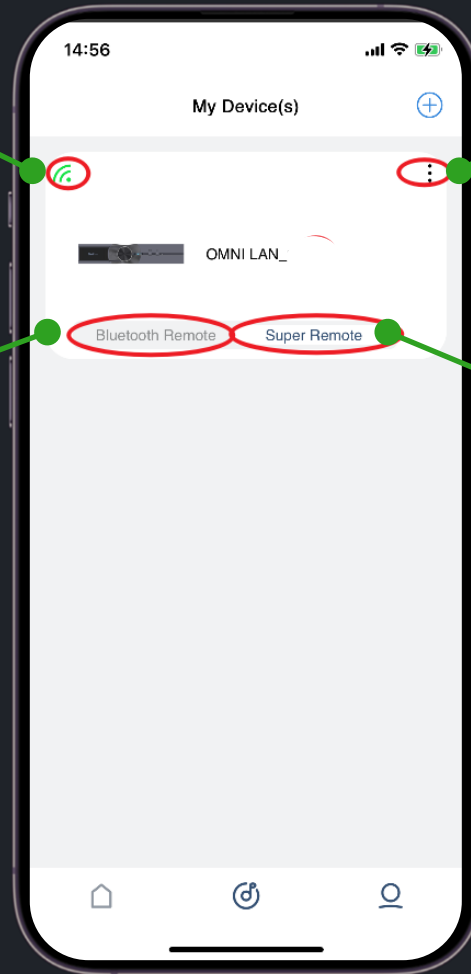 14:56
My Device(s)
OMNI LAN_
Bluetooth Remote
Super Remote